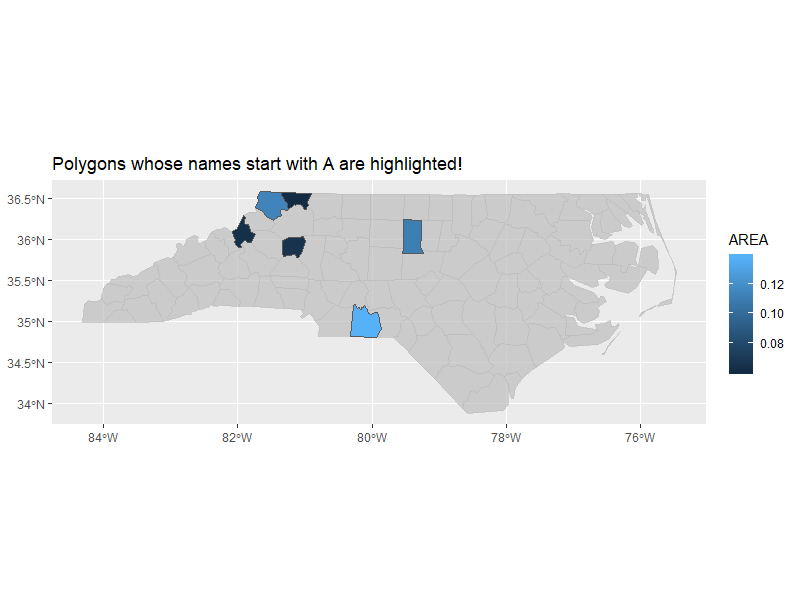 Polygons whose names start with A are highlighted!
36.5°N
36°N
35.5°N
35°N
34.5°N
34°N
84°W
82°W
80°W
78°W
76°W
AREA
0.12
0.10
0.08